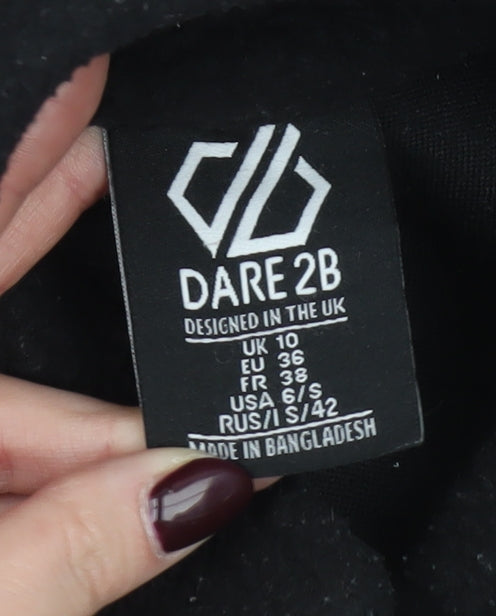 DARE 2B
DESIGNED IN THE UK
UK 10
EU 36
FR 38
USA 6/S
RUS/I S/42
MADE IN BANGLADESH